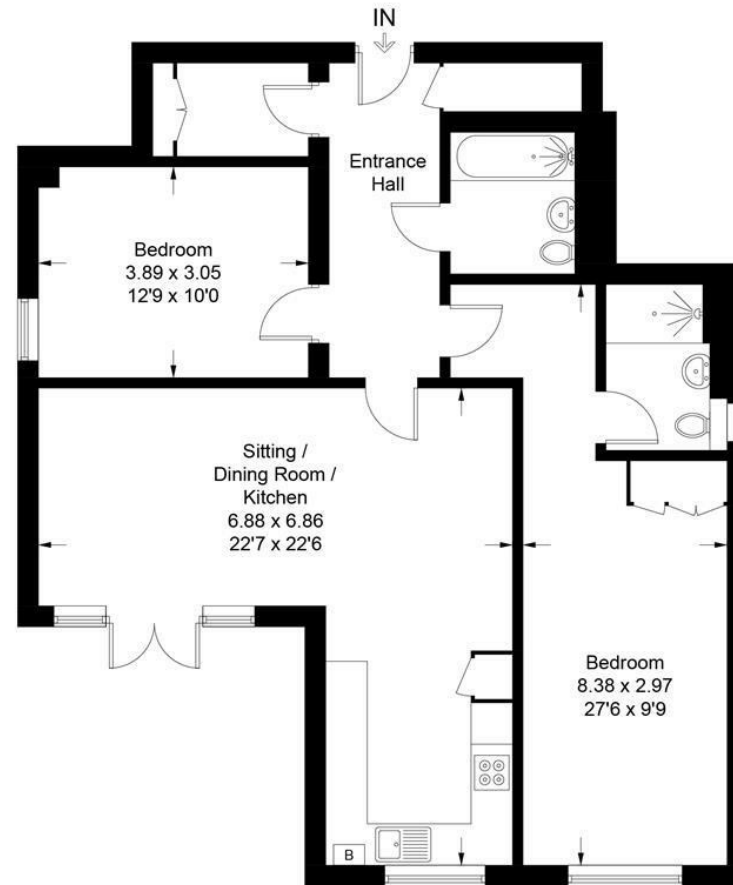 IN
Entrance
Hall
Bedroom
3.89 x 3.05
12'9 x 10'0
Sitting /
Dining Room /
Kitchen
6.88 x 6.86
22'7 x 22'6
Bedroom
8.38 x 2.97
27'6 x 9'9
B